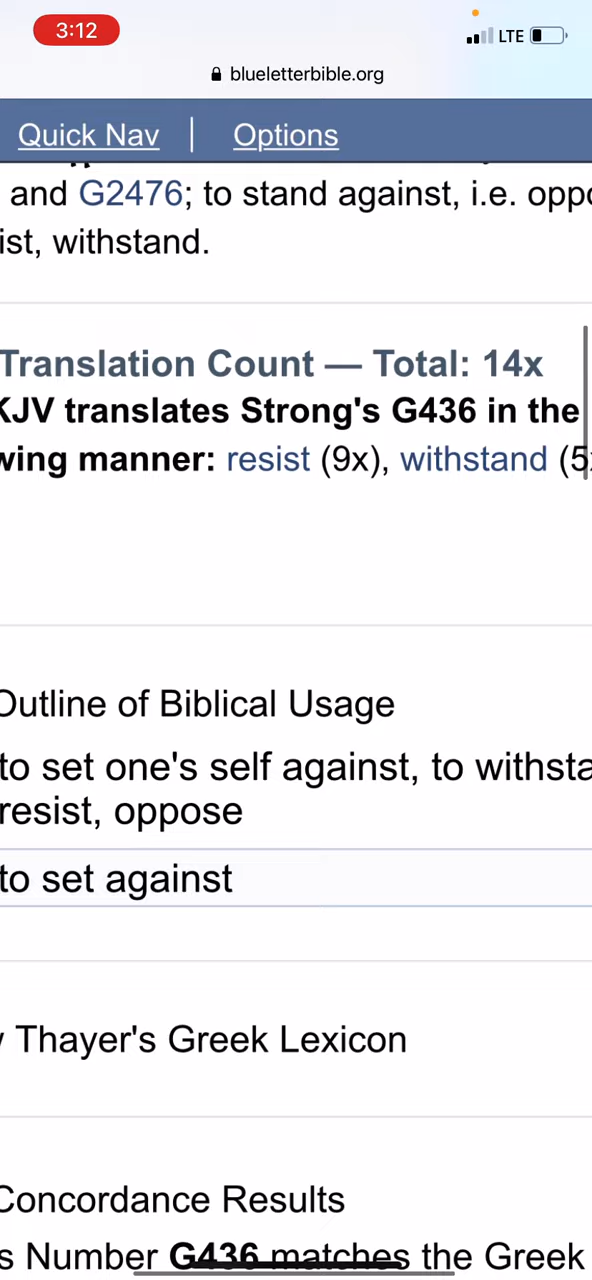 3:12
LTE
blueletterbible.org
Quick Nav | Options
and G2476; to stand against, i.e. oppo
ist, withstand.
Translation Count — Total: 14x
KJV translates Strong's G436 in the
wing manner: resist (9x), withstand (5x
Outline of Biblical Usage
to set one's self against, to withsta
resist, oppose
to set against
Thayer's Greek Lexicon
Concordance Results
s Number G436 matches the Greek